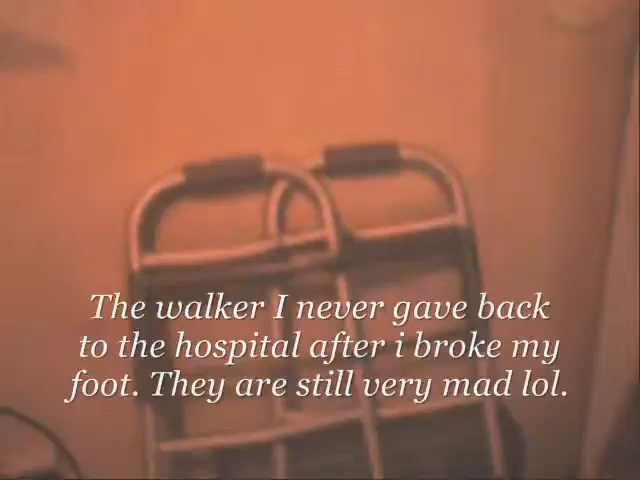 The walker I never gave back
to the hospital after i broke my
foot. They are still very mad lol.